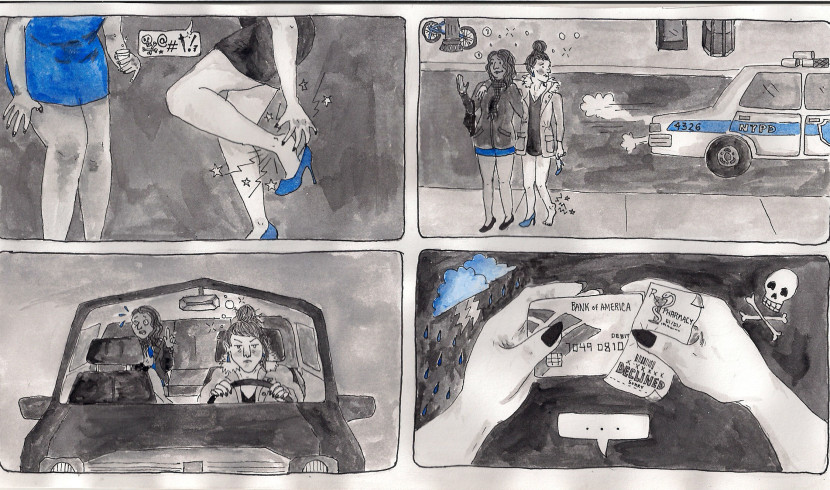 #
4326
NYPD
BANK OF AMERICA
DEBIT
7049 0810
PHARMACY
DECLINED
...